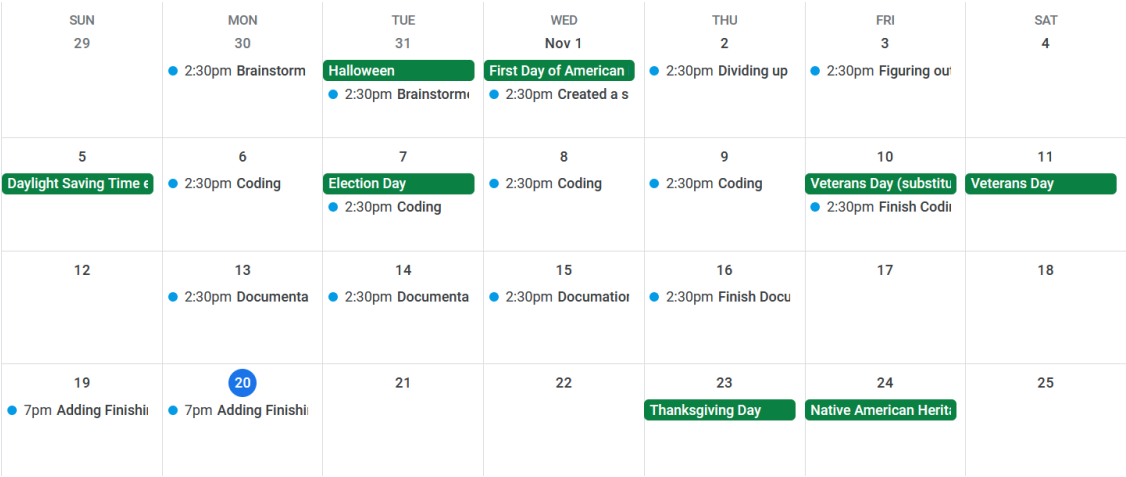 SUN MON TUE WED THU FRI SAT
29 30 31 Nov 1 2 3 4
2:30pm Brainstorm
Halloween
2:30pm Brainstorme
First Day of American
2:30pm Created a s
2:30pm Dividing up
2:30pm Figuring out
5 6 7 8 9 10 11
Daylight Saving Time e
2:30pm Coding
Election Day
2:30pm Coding
2:30pm Coding
2:30pm Coding
Veterans Day (substitu
2:30pm Finish Codin
Veterans Day
12 13 14 15 16 17 18
2:30pm Documenta
2:30pm Documenta
2:30pm Documation
2:30pm Finish Docu
19 20 21 22 23 24 25
7pm Adding Finishin
7pm Adding Finishin
Thanksgiving Day
Native American Herita